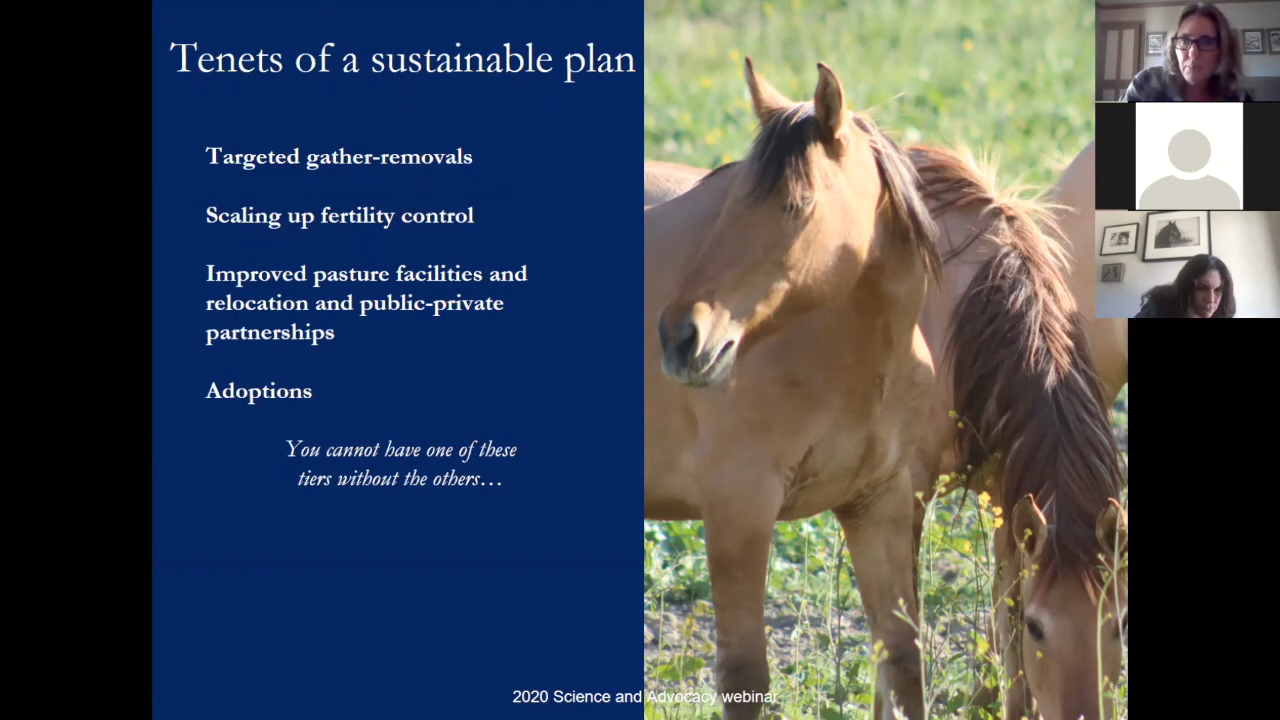 Tenets of a sustainable plan
Targeted gather-removals
Scaling up fertility control
Improved pasture facilities and
relocation and public-private
partnerships
Adoptions
You cannot have one of these
tiers without the others…
2020 Science and Advocacy webinar